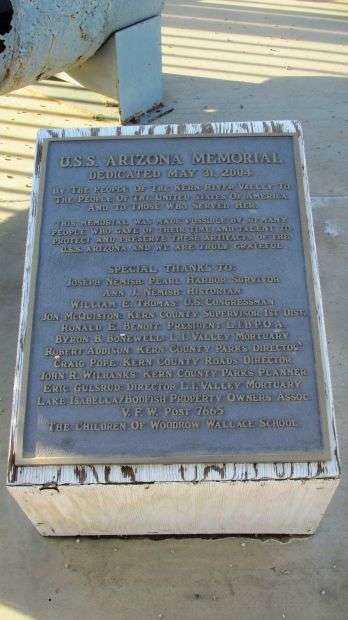 U.S.S. ARIZONA MEMORIAL
DEDICATED MAY 31, 2004
BY THE PEOPLE OF THE KERN RIVER VALLEY TO
THE PEOPLE OF THE UNITED STATES OF AMERICA
AND TO THOSE WHO SERVED HER.
THIS MEMORIAL WAS MADE POSSIBLE BY SO MANY
PEOPLE WHO GAVE OF THEIR TIME AND TALENT TO
PROTECT AND PRESERVE THESE ARTIFACTS OF THE
U.S.S. ARIZONA AND WE ARE TRULY GRATEFUL.
SPECIAL THANKS TO:
JOSEPH NEMISH: PEARL HARBOR SURVIVOR
ANN J. NEMISH: HISTORIAN
WILLIAM E. THOMAS: U.S. CONGRESSMAN
JON MCQUISTON: KERN COUNTY SUPERVISOR 1ST DIST.
RONALD E. BENOIT: PRESIDENT L.I.B.P.O.A.
BYRON B. BONEWELL: L.I. VALLEY MORTUARY
ROBERT ADDISON: KERN COUNTY PARKS DIRECTOR
CRAIG POPE: KERN COUNTY ROADS DIRECTOR
JOHN R. WILBANKS: KERN COUNTY PARKS PLANNER
ERIC GULSRUD: DIRECTOR L.I. VALLEY MORTUARY
LAKE ISABELLA/BODFISH PROPERTY OWNERS ASSOC.
V.F.W. POST 7665
THE CHILDREN OF WOODROW WALLACE SCHOOL